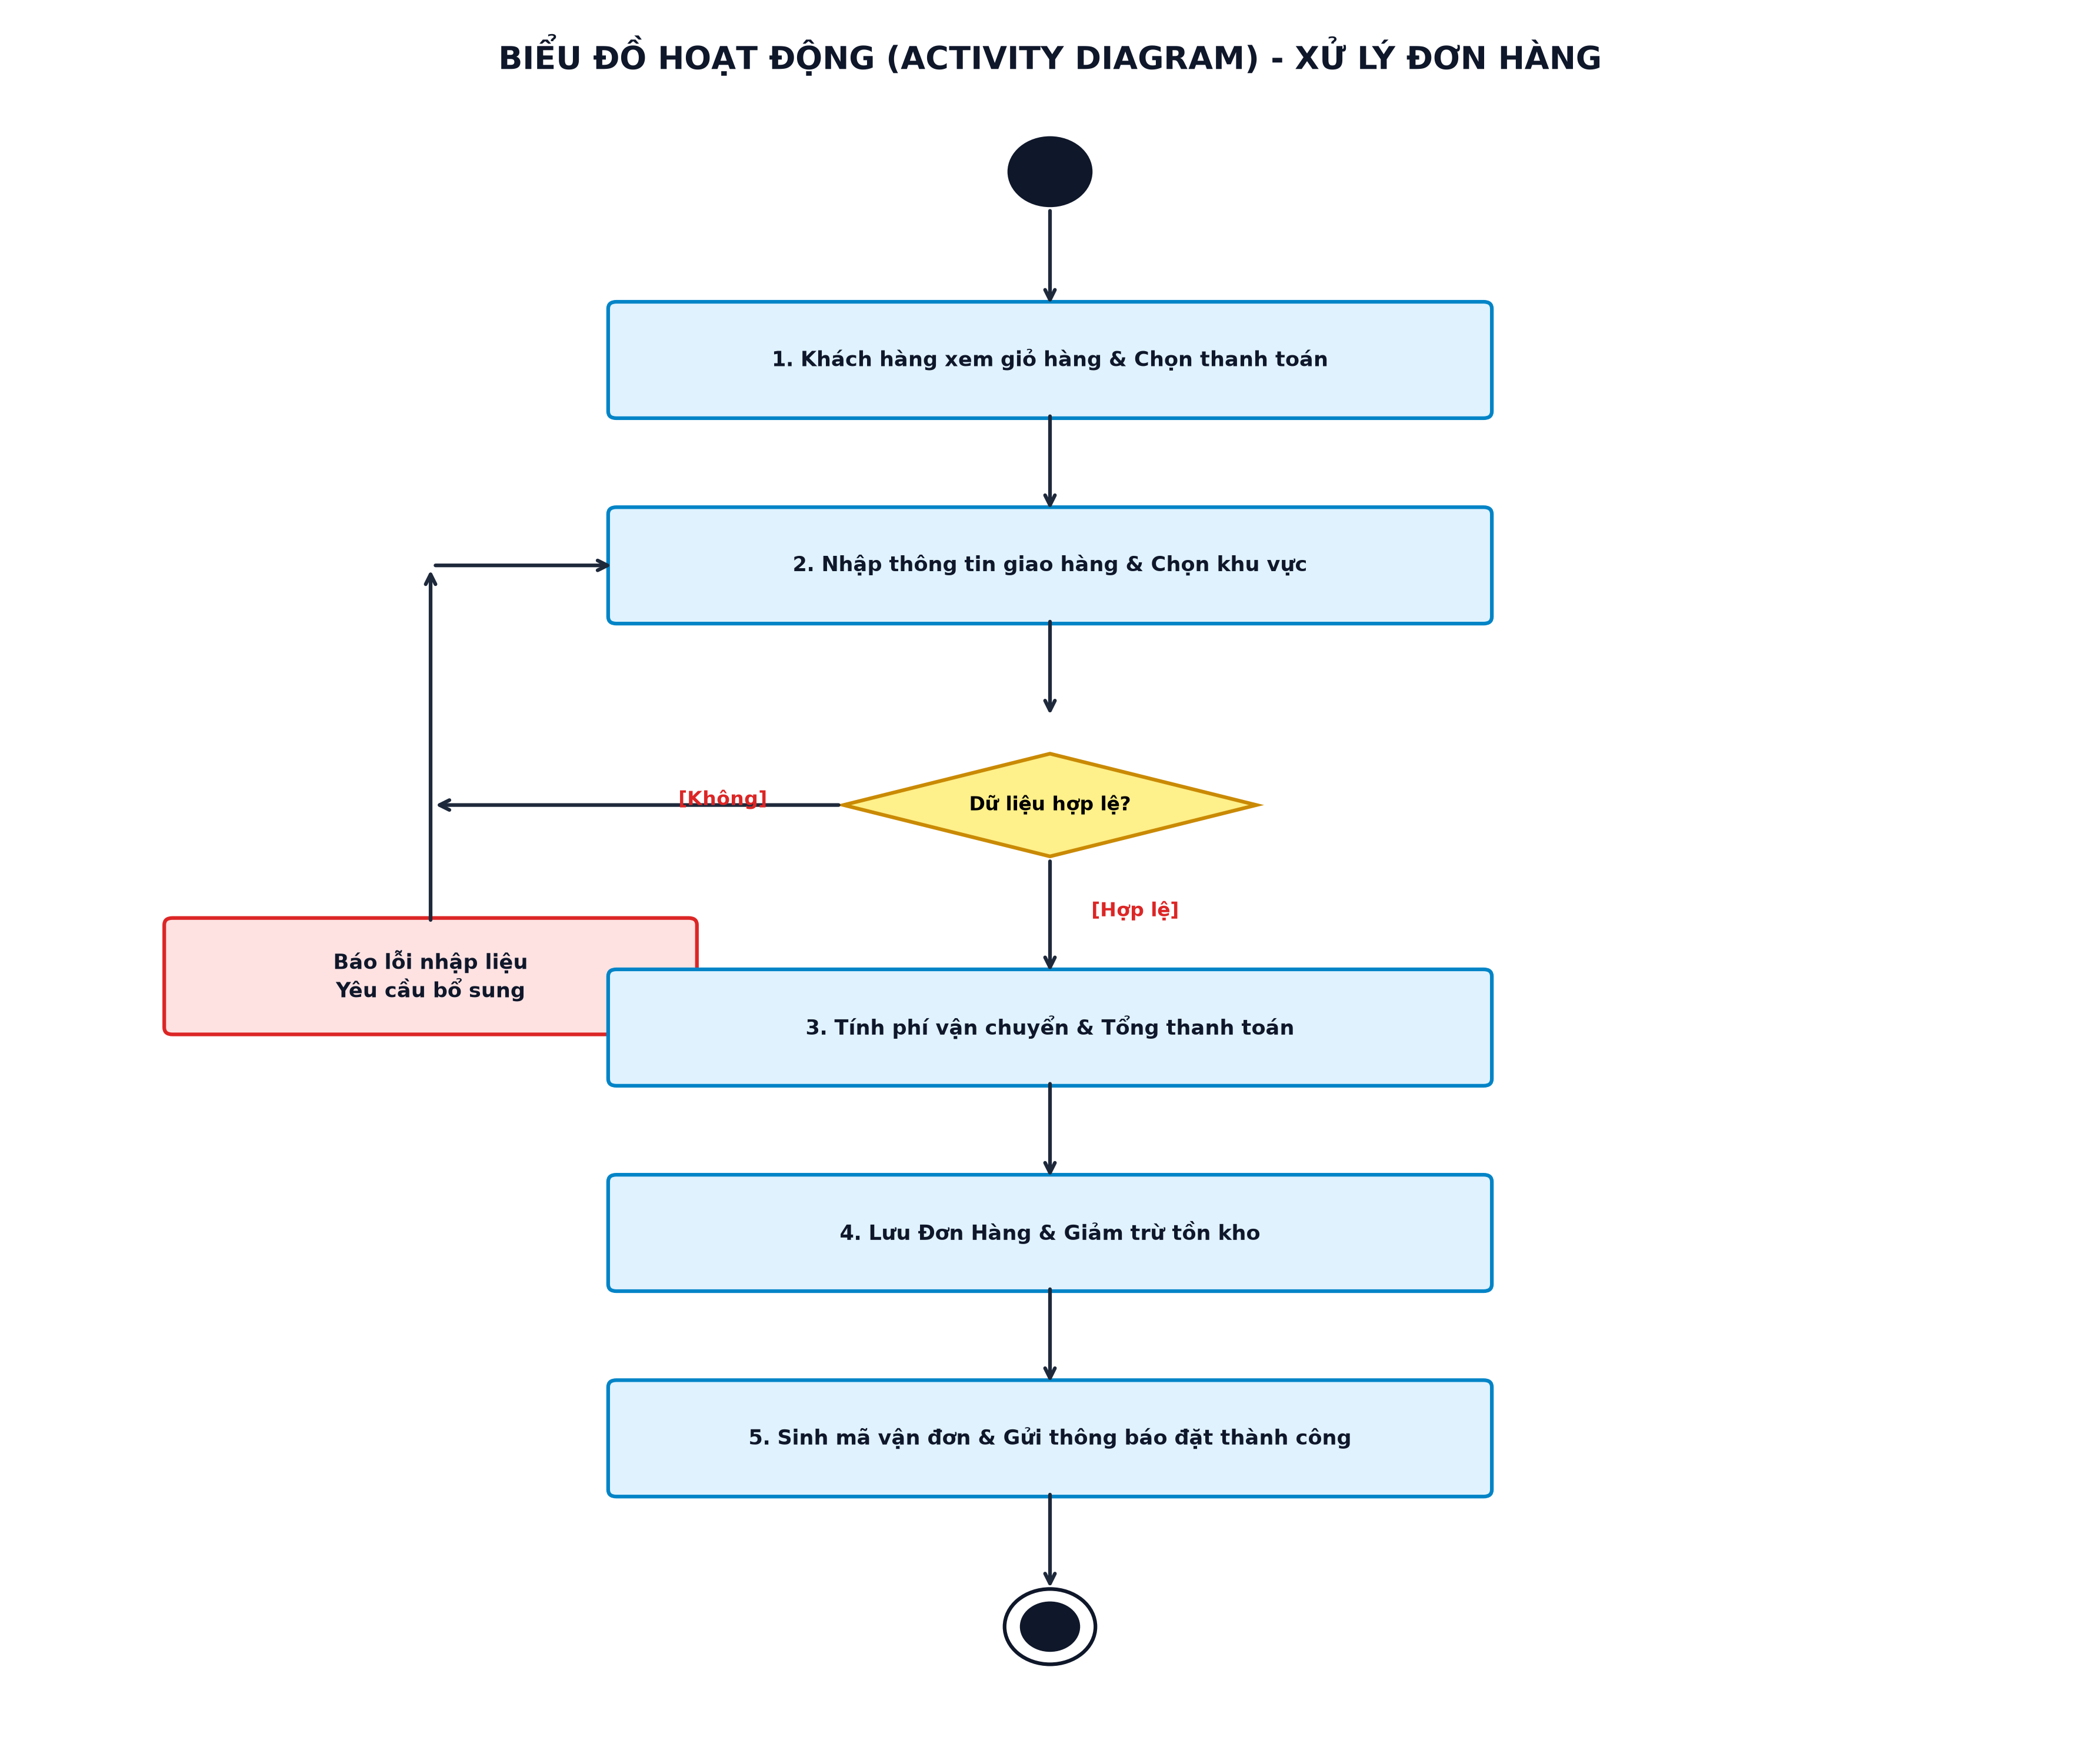 BIỂU ĐỒ HOẠT ĐỘNG (ACTIVITY DIAGRAM) - XỬ LÝ ĐƠN HÀNG
1. Khách hàng xem giỏ hàng & Chọn thanh toán
2. Nhập thông tin giao hàng & Chọn khu vực
[Không]
Dữ liệu hợp lệ?
[Hợp lệ]
Báo lỗi nhập liệu
Yêu cầu bổ sung
3. Tính phí vận chuyển & Tổng thanh toán
4. Lưu Đơn Hàng & Giảm trừ tồn kho
5. Sinh mã vận đơn & Gửi thông báo đặt thành công